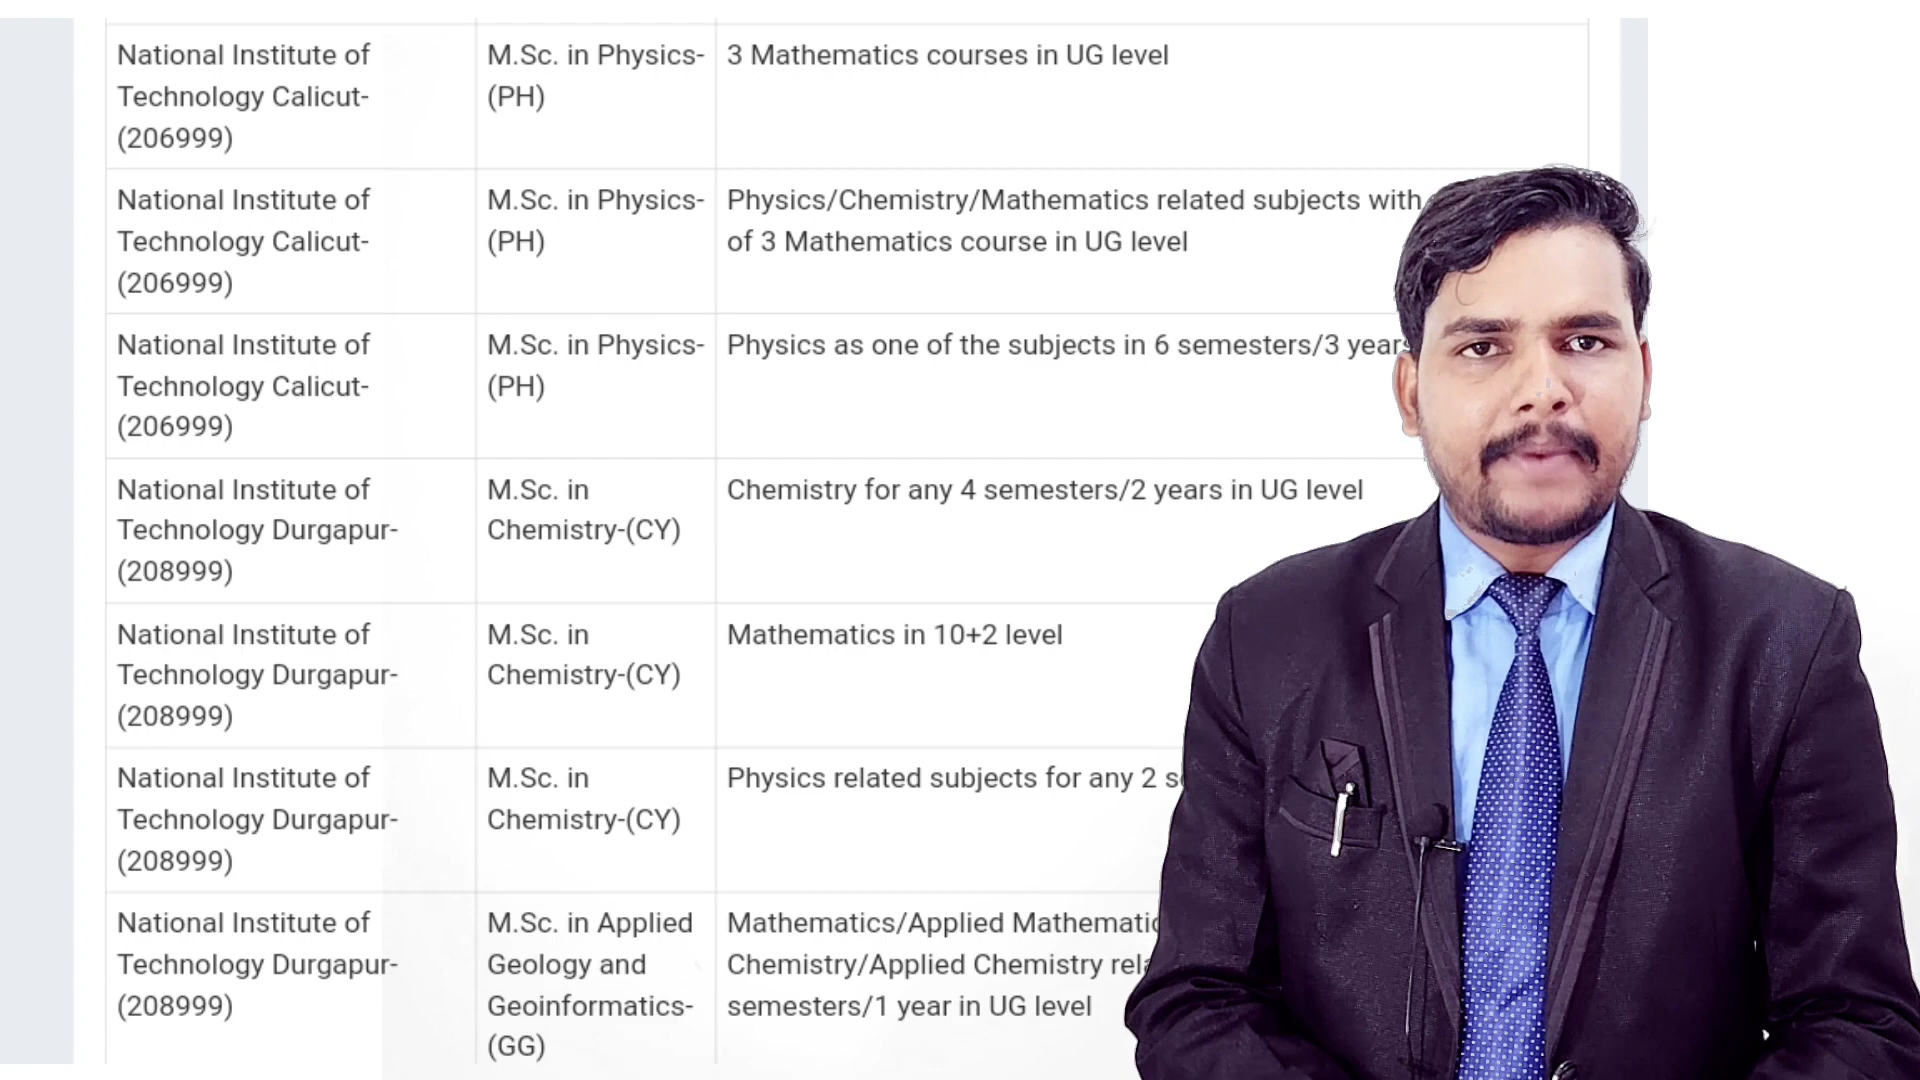 National Institute of
Technology Calicut-
(206999)
M.Sc. in Physics-
(PH)
3 Mathematics courses in UG level
National Institute of
Technology Calicut-
(206999)
M.Sc. in Physics-
(PH)
Physics/Chemistry/Mathematics related subjects with
of 3 Mathematics course in UG level
National Institute of
Technology Calicut-
(206999)
M.Sc. in Physics-
(PH)
Physics as one of the subjects in 6 semesters/3 years
National Institute of
Technology Durgapur-
(208999)
M.Sc. in
Chemistry-(CY)
Chemistry for any 4 semesters/2 years in UG level
National Institute of
Technology Durgapur-
(208999)
M.Sc. in
Chemistry-(CY)
Mathematics in 10+2 level
National Institute of
Technology Durgapur-
(208999)
M.Sc. in
Chemistry-(CY)
Physics related subjects for any 2
National Institute of
Technology Durgapur-
(208999)
M.Sc. in Applied
Geology and
Geoinformatics-
(GG)
Mathematics/Applied
Chemistry/Applied Chemistry
semesters/1 year in UG level